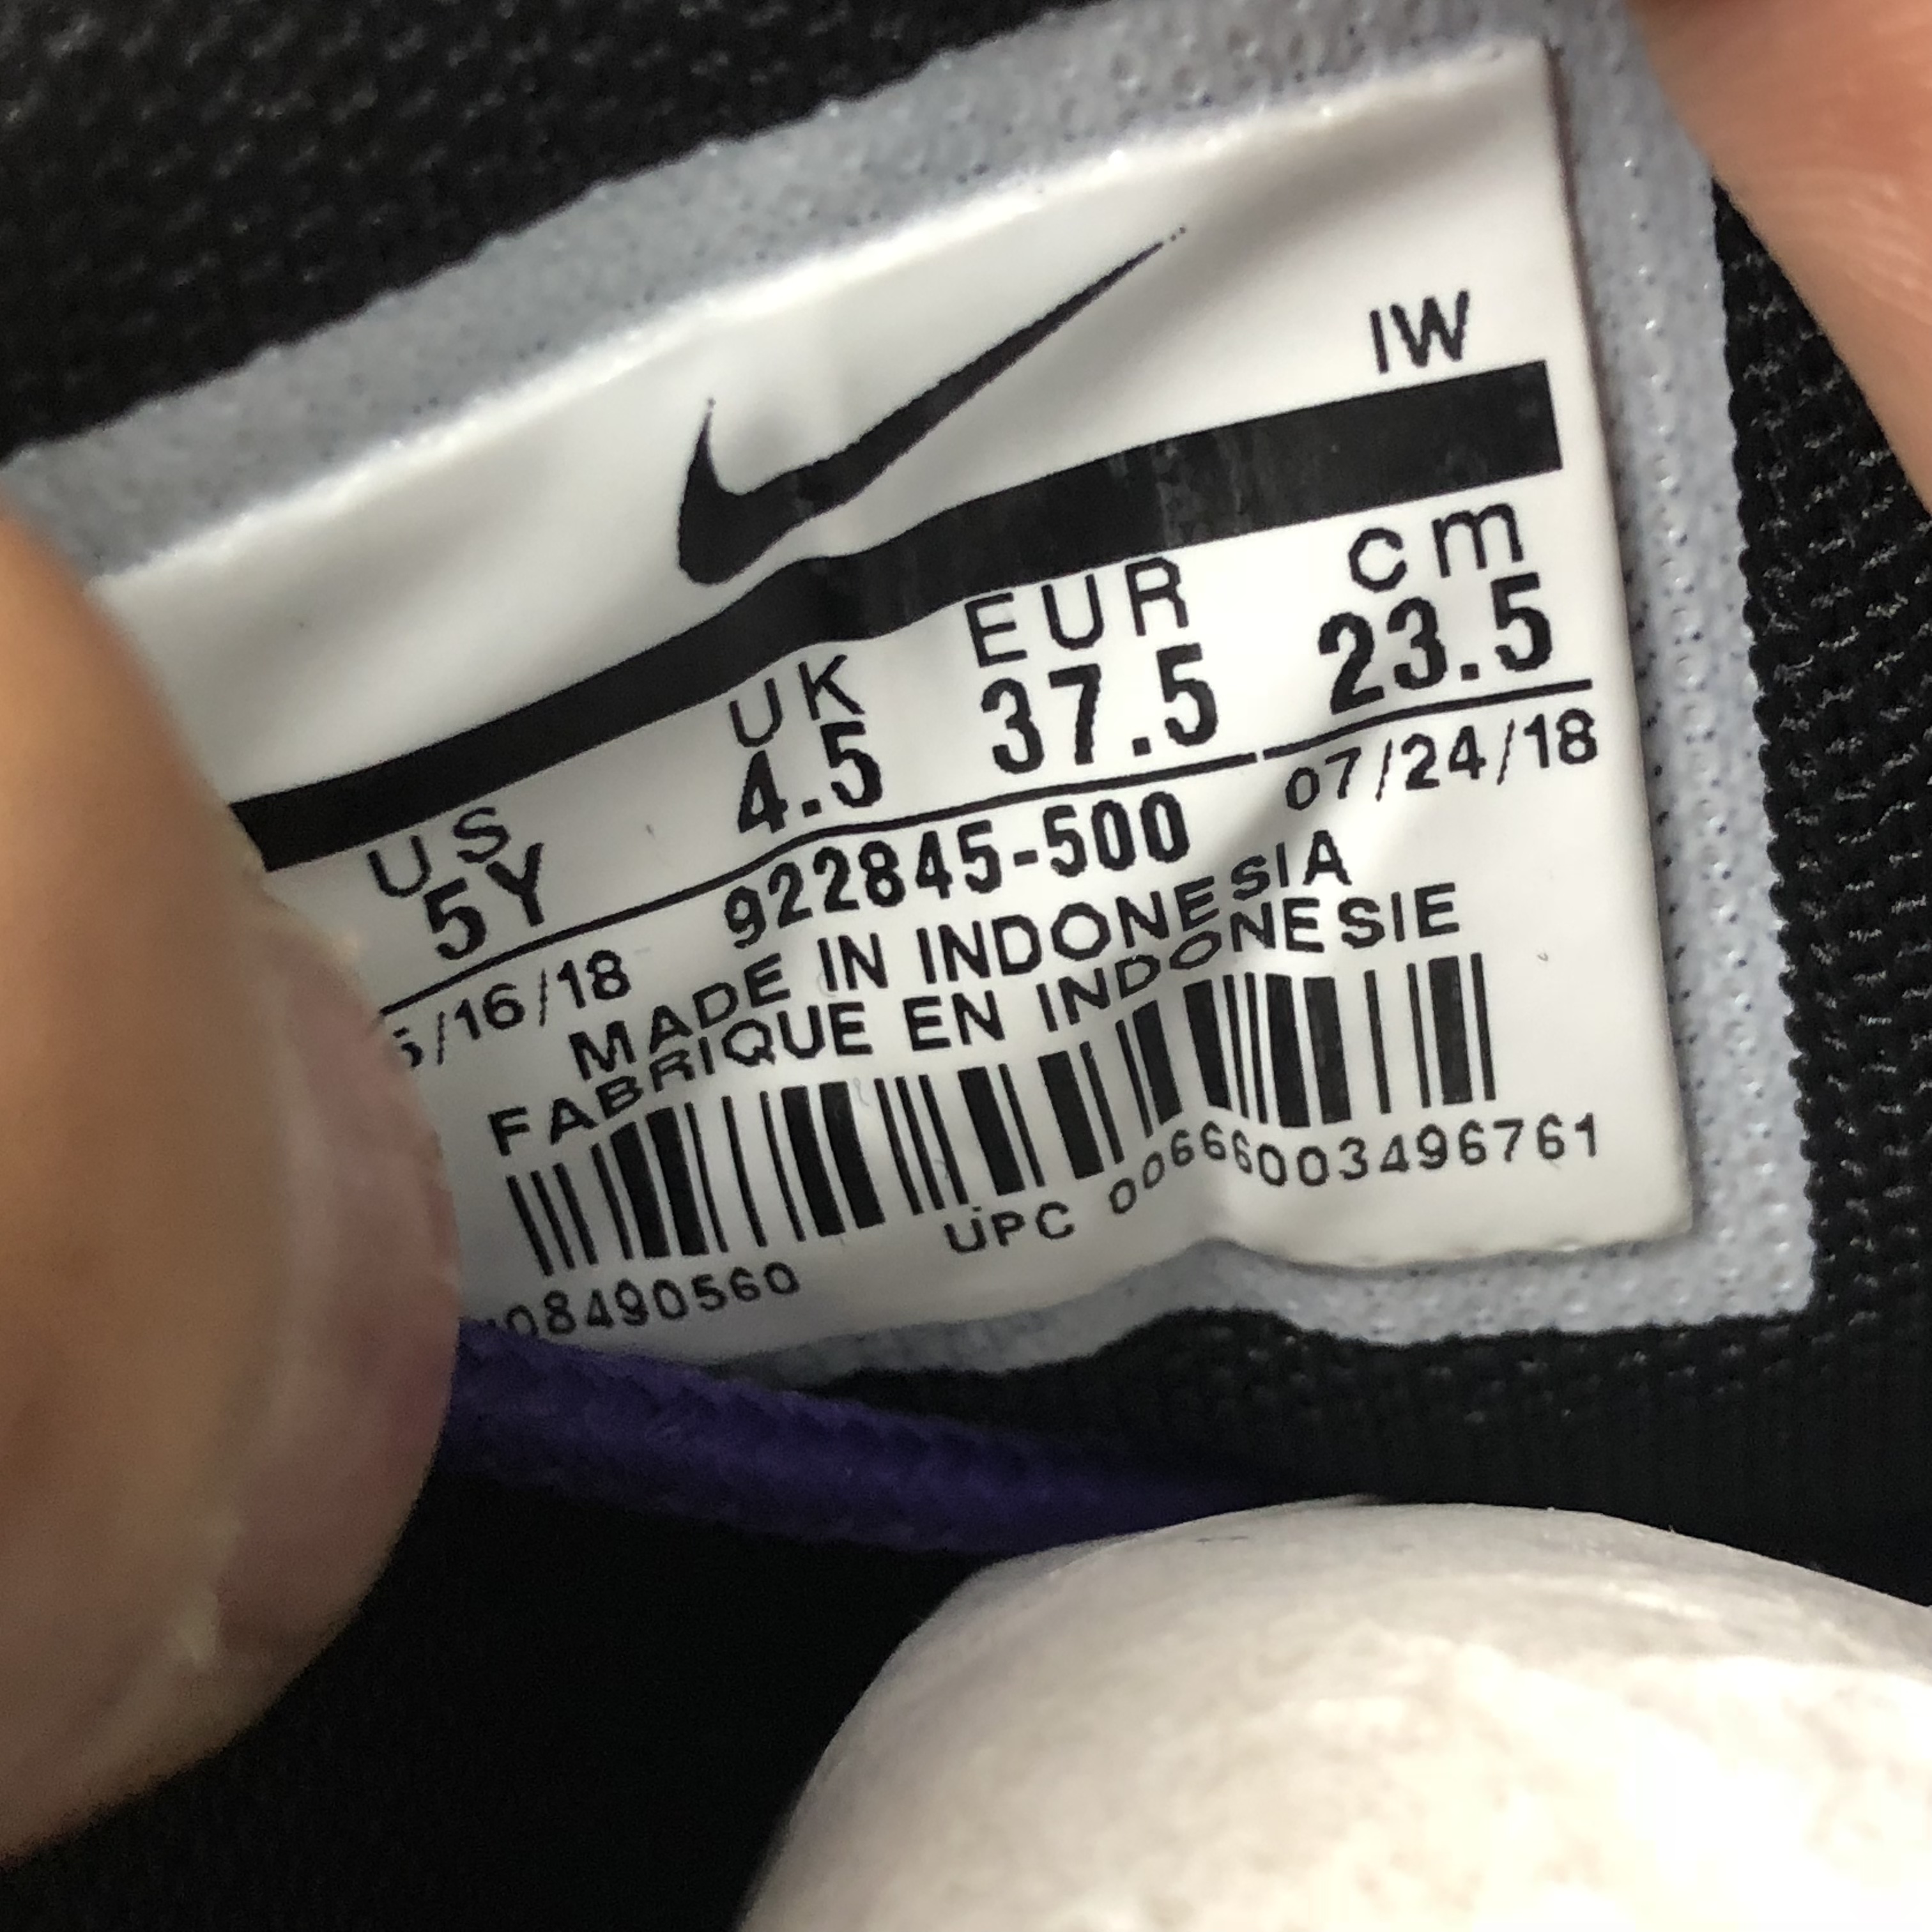 IW
US UK EUR cm
5Y 4.5 37.5 23.5
/16/18 922845-500 07/24/18
MADE IN INDONESIA
FABRIQUE EN INDONESIE
UPC 00666003496761
08490560